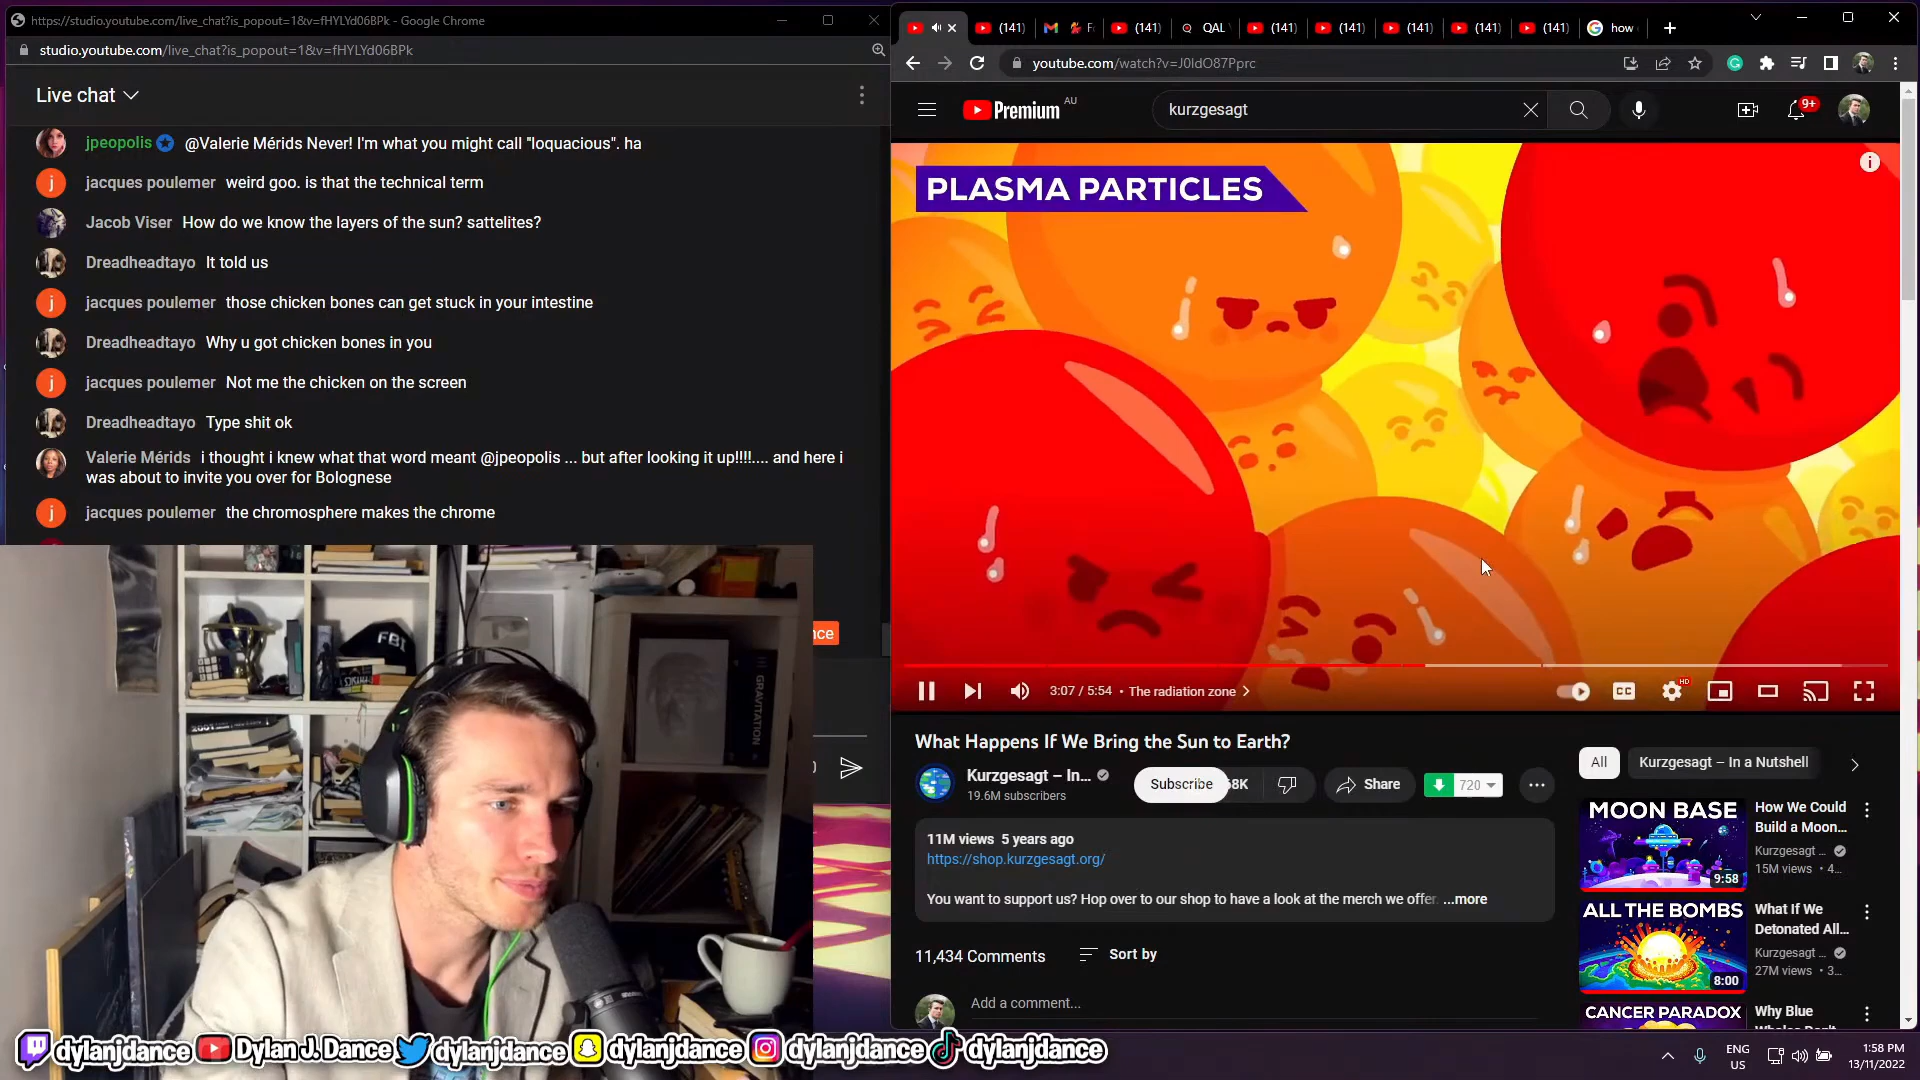 https://studio.youtube.com/live_chat?is_popout=1&v=fHYLYd06BPk - Google Chrome
studio.youtube.com/live_chat?is_popout=1&v=fHYLYd06BPk
Live chat
jpeopolis @Valerie Mérids Never! I'm what you might call "loquacious". ha
jacques poulemer weird goo. is that the technical term
Jacob Viser How do we know the layers of the sun? sattelites?
Dreadheadtayo It told us
jacques poulemer those chicken bones can get stuck in your intestine
Dreadheadtayo Why u got chicken bones in you
jacques poulemer Not me the chicken on the screen
Dreadheadtayo Type shit ok
Valerie Mérids i thought i knew what that word meant @jpeopolis ... but after looking it up!!!!.... and here i
was about to invite you over for Bolognese
jacques poulemer the chromosphere makes the chrome
nce
FBI
2001
GRAVITATION
(141) (141) QAL (141) (141) (141) (141) (141) how
youtube.com/watch?v=J0ldO87Pprc
Premium AU
kurzgesagt
9+
PLASMA PARTICLES
3:07 / 5:54 • The radiation zone
CC
HD
What Happens If We Bring the Sun to Earth?
Kurzgesagt – In...
19.6M subscribers
Subscribe
8K
Share
720
11M views 5 years ago
https://shop.kurzgesagt.org/
You want to support us? Hop over to our shop to have a look at the merch we offer. ...more
11,434 Comments
Sort by
Add a comment...
All
Kurzgesagt – In a Nutshell
MOON BASE
9:58
How We Could
Build a Moon...
Kurzgesagt ...
15M views • 4...
ALL THE BOMBS
8:00
What If We
Detonated All...
Kurzgesagt ...
27M views • 3...
CANCER PARADOX
Why Blue
Whales Don't
dylanjdance Dylan J. Dance dylanjdance dylanjdance dylanjdance dylanjdance
ENG
US
1:58 PM
13/11/2022